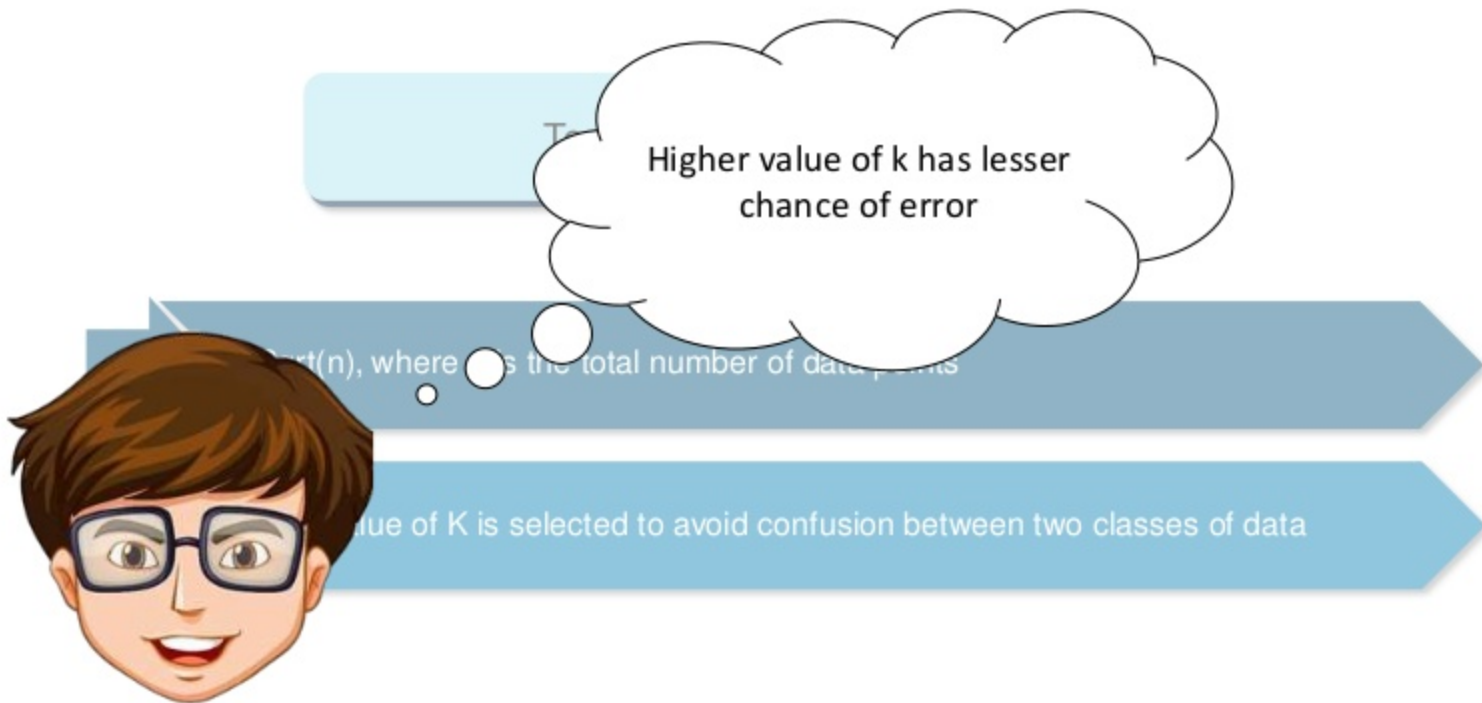 Higher value of k has lesser
chance of error
where the total number of data points
of K is selected to avoid confusion between two classes of data